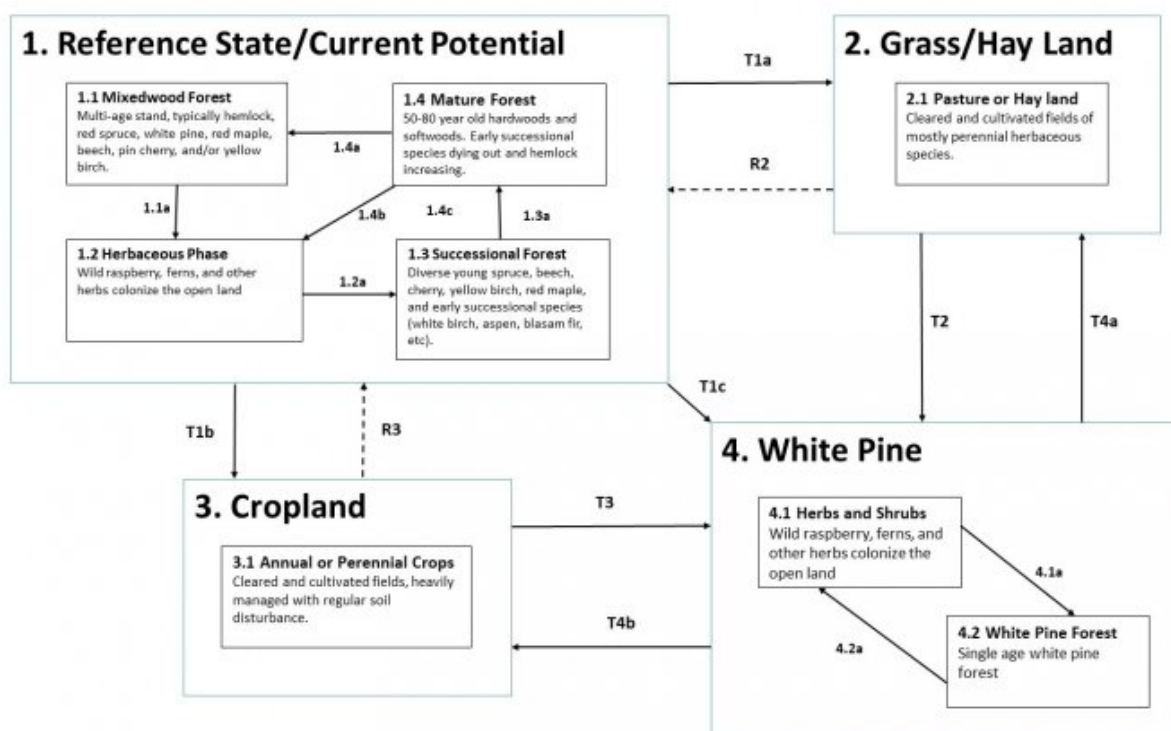 1. Reference State/Current Potential
1.1 Mixedwood Forest
Multi-age stand, typically hemlock,
red spruce, white pine, red maple,
beech, pin cherry, and/or yellow
birch.
1.4 Mature Forest
50-80 year old hardwoods and
softwoods. Early successional
species dying out and hemlock
increasing.
1.4a
1.1a
1.4b
1.4c
1.3a
1.2 Herbaceous Phase
Wild raspberry, ferns, and other
herbs colonize the open land
1.2a
1.3 Successional Forest
Diverse young spruce, beech,
cherry, yellow birch, red maple,
and early successional species
(white birch, aspen, blasam fir,
etc).
T1a
R2
2. Grass/Hay Land
2.1 Pasture or Hay land
Cleared and cultivated fields of
mostly perennial herbaceous
species.
T2
T4a
T1c
T1b
R3
3. Cropland
3.1 Annual or Perennial Crops
Cleared and cultivated fields, heavily
managed with regular soil
disturbance.
T3
T4b
4. White Pine
4.1 Herbs and Shrubs
Wild raspberry, ferns, and
other herbs colonize the
open land
4.1a
4.2a
4.2 White Pine Forest
Single age white pine
forest